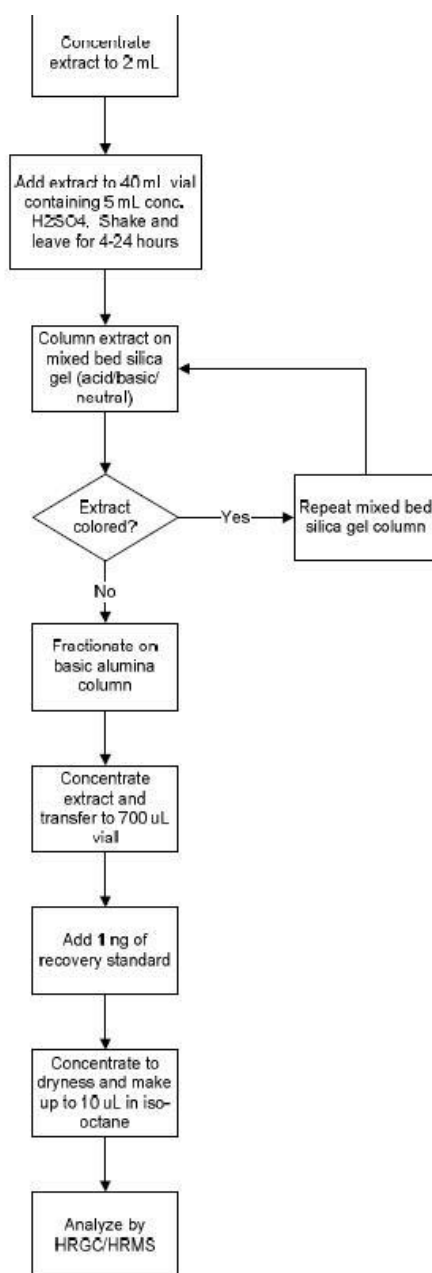 Concentrate
extract to 2 mL
Add extract to 40 mL vial
containing 5 mL conc.
H2SO4. Shake and
leave for 4-24 hours
Column extract on
mixed bed silica
gel (acid/basic/
neutral)
Extract
colored?
Yes
Repeat mixed bed
silica gel column
No
Fractionate on
basic alumina
column
Concentrate
extract and
transfer to 700 uL
viall
Add 1 ng of
recovery standard
Concentrate to
dryness and make
up to 10 uL in iso-
octane
Analyze by
HRGC/HRMS